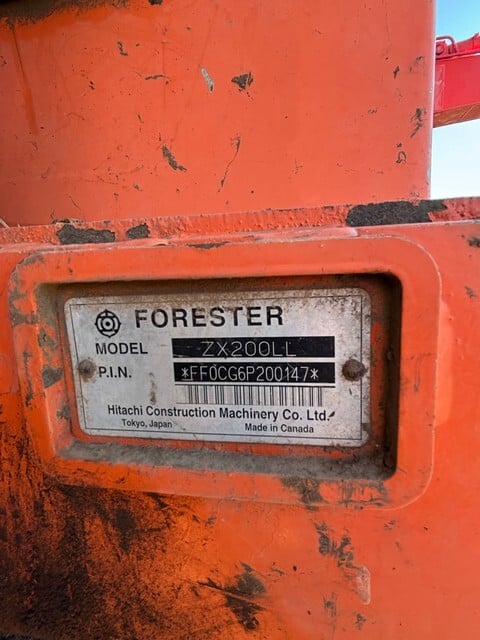 FORESTER
MODEL ZX200LL
P.I.N. *FF0CG6P200147*
Hitachi Construction Machinery Co. Ltd.
Tokyo, Japan Made in Canada